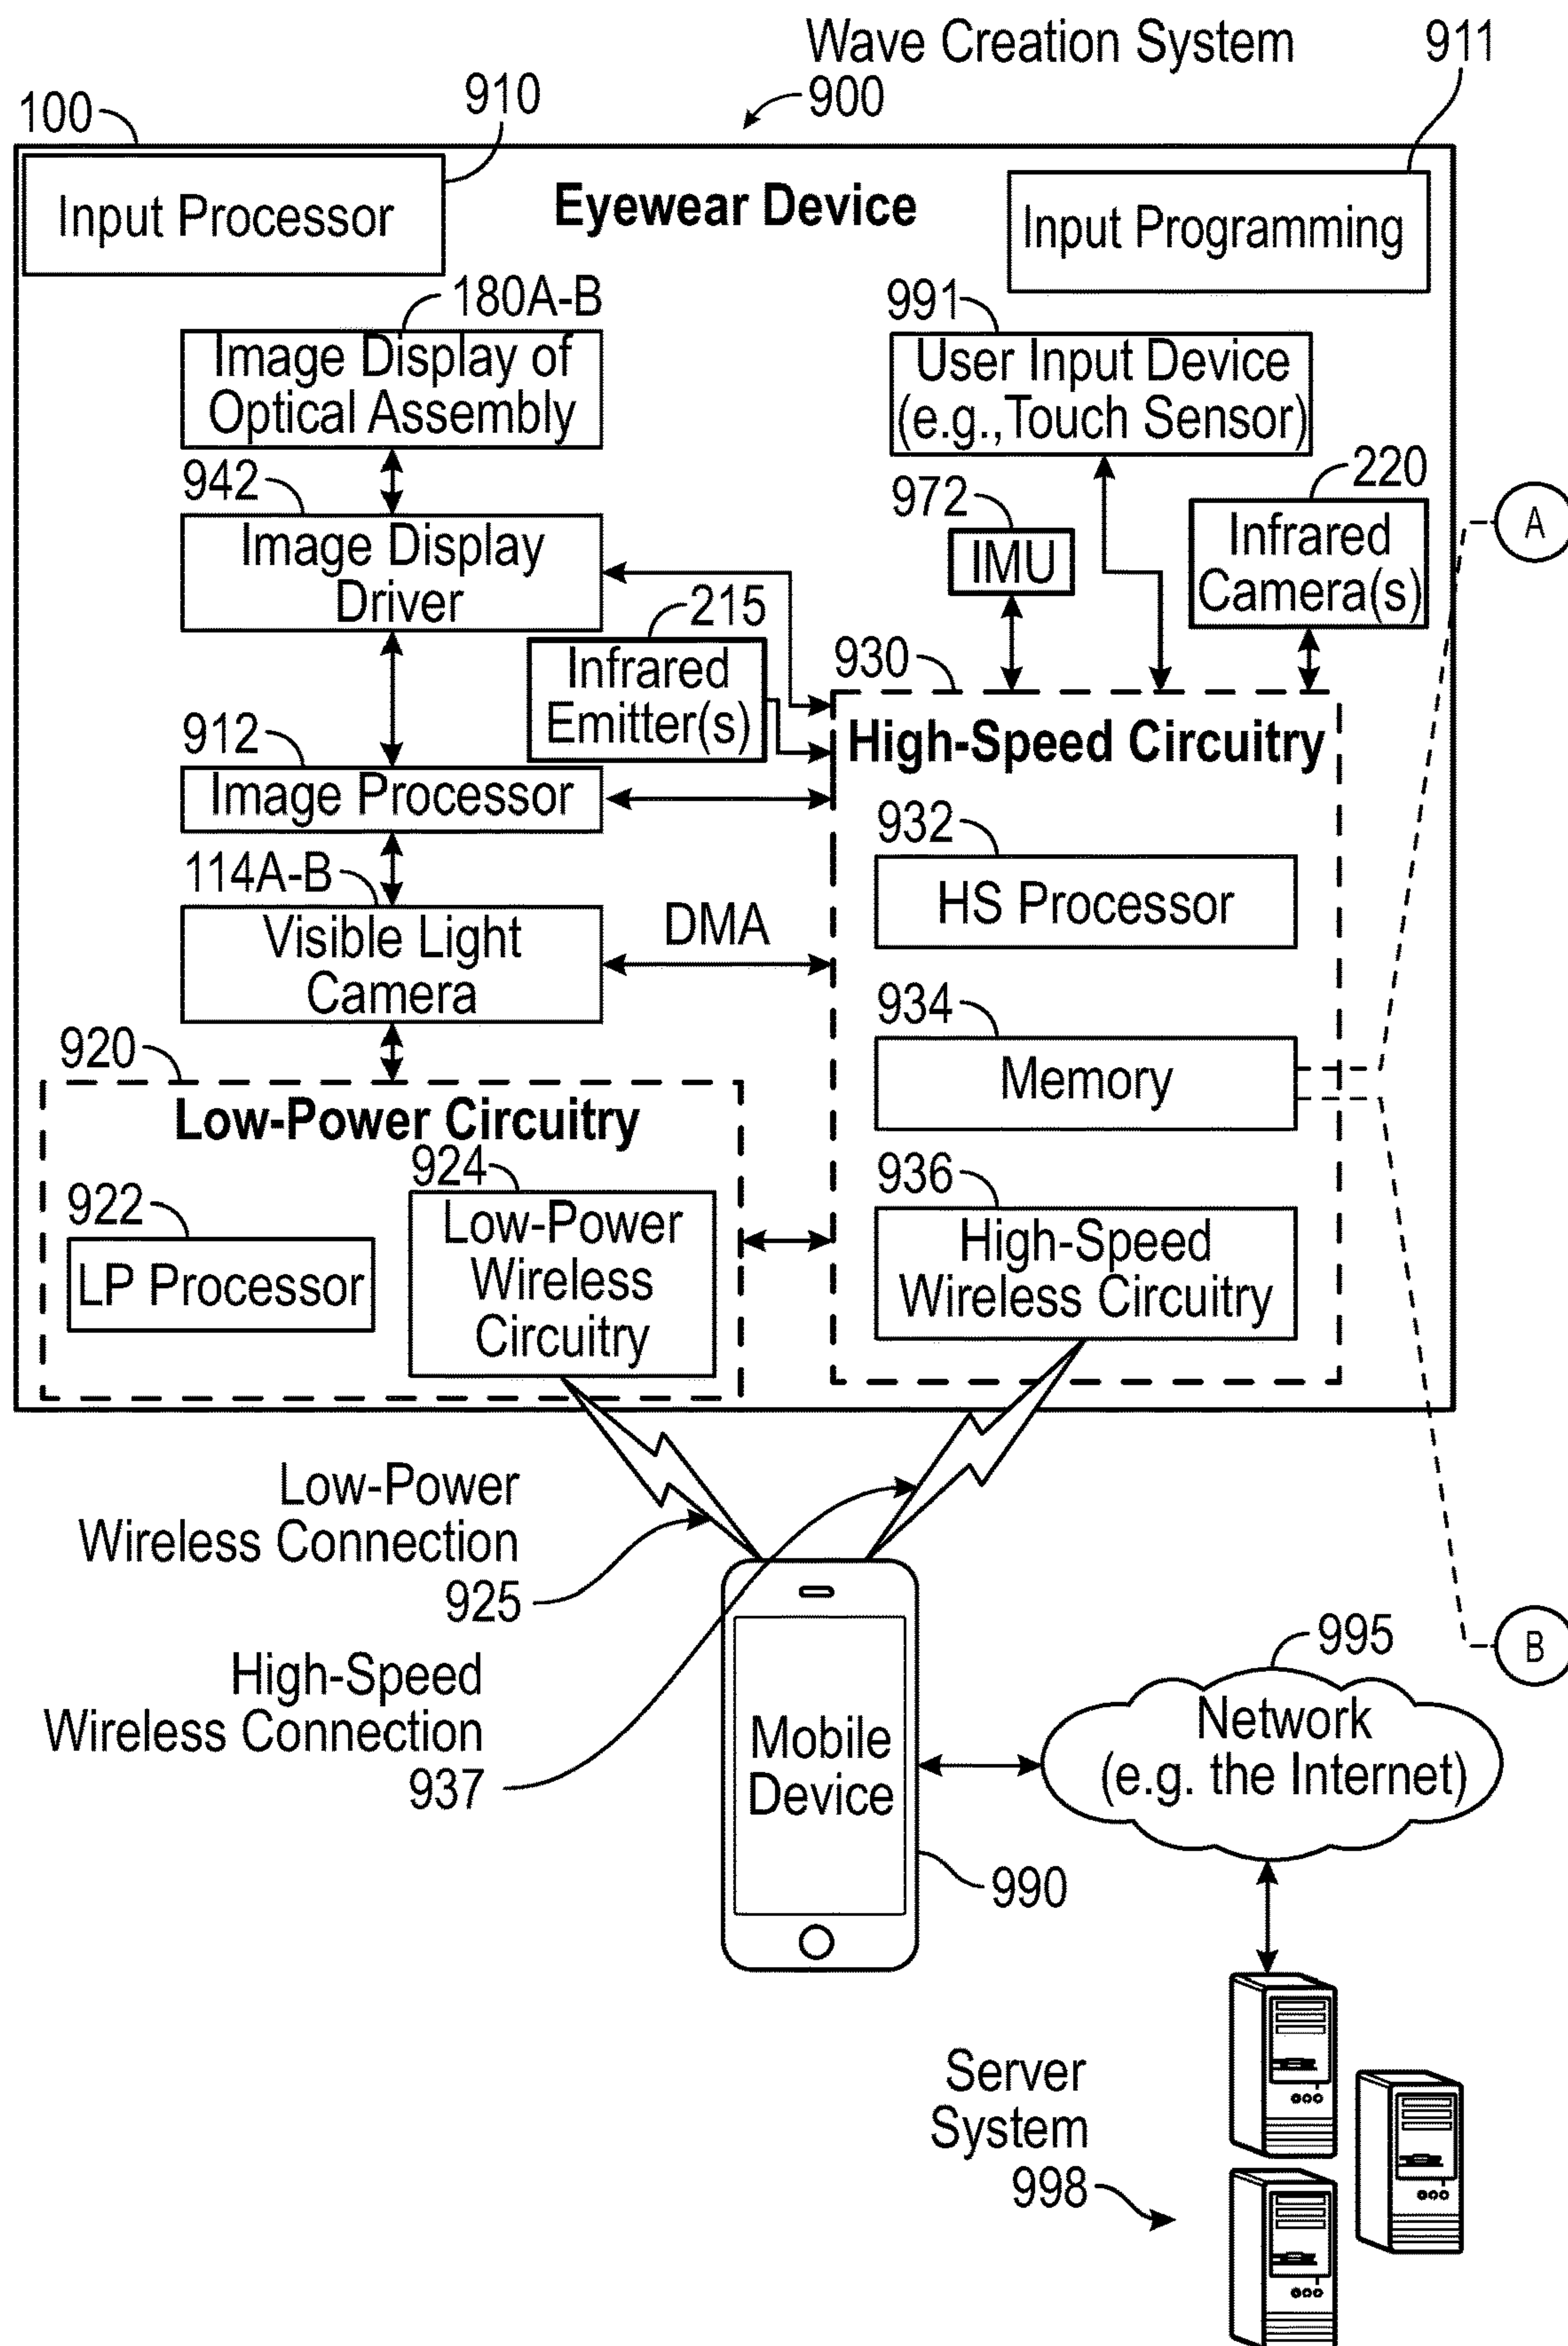 Wave Creation System
900
911
910
100
Input Processor
Eyewear Device
Input Programming
180A-B
Image Display of
Optical Assembly
991
User Input Device
(e.g.,Touch Sensor)
942
Image Display
Driver
972
IMU
220
Infrared
Camera(s)
A
215
Infrared
Emitter(s)
930
High-Speed Circuitry
912
Image Processor
932
HS Processor
114A-B
Visible Light
Camera
DMA
934
Memory
920
Low-Power Circuitry
922
LP Processor
924
Low-Power
Wireless
Circuitry
936
High-Speed
Wireless Circuitry
Low-Power
Wireless Connection
925
High-Speed
Wireless Connection
937
Mobile
Device
990
995
Network
(e.g. the Internet)
B
Server
System
998